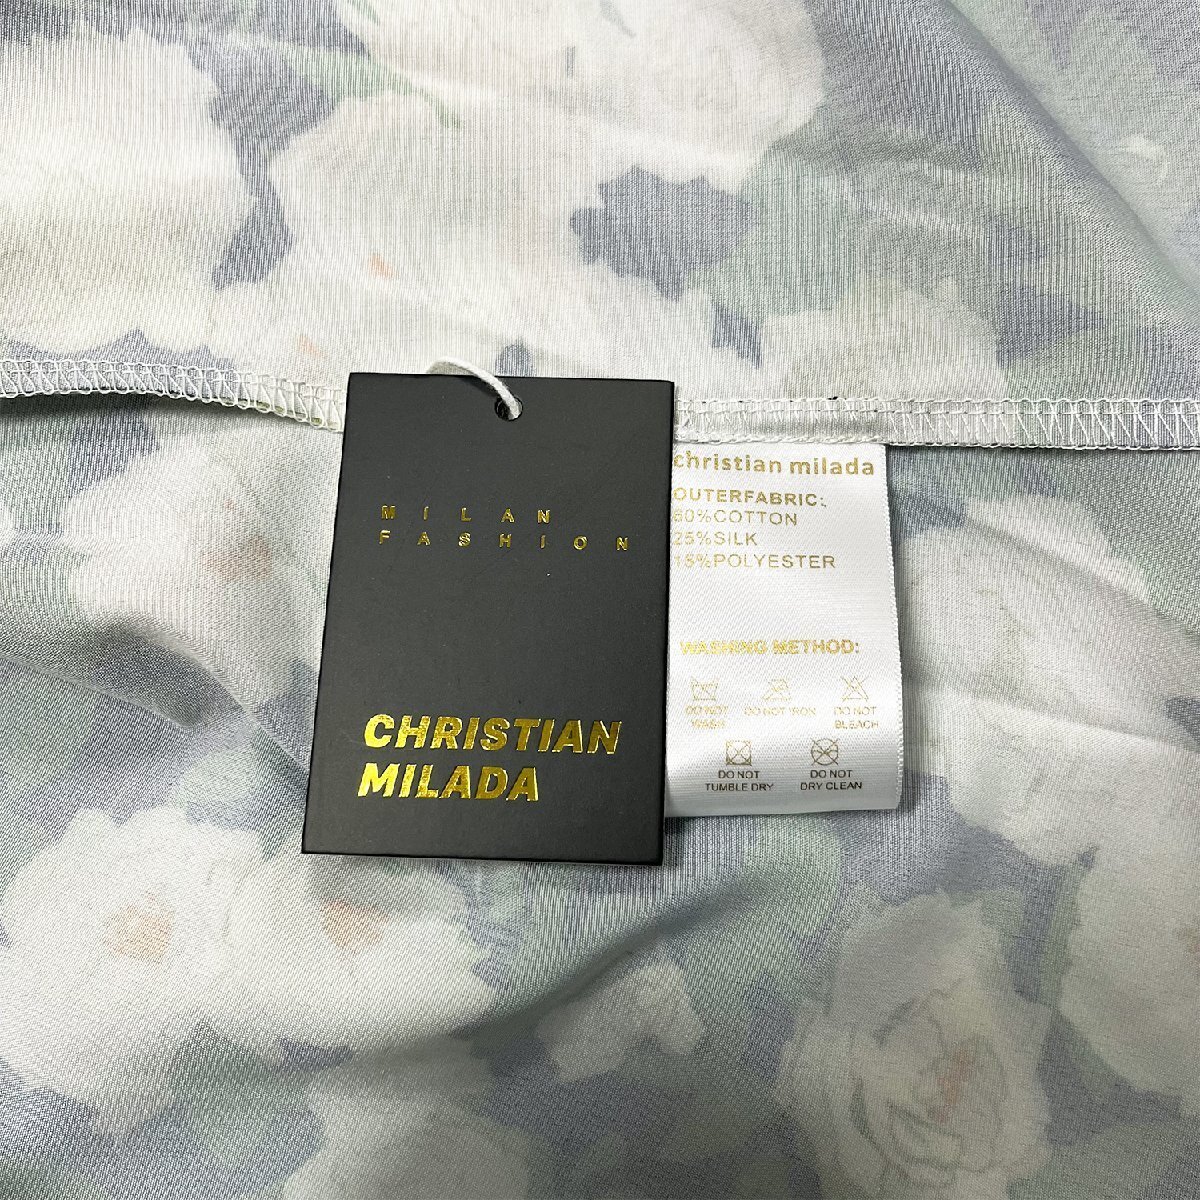 MILAN
FASHION
CHRISTIAN
MILADA
christian milada
OUTERFABRIC:
60%COTTON
25%SILK
15%POLYESTER
WASHING METHOD:
DO NOT
WASH
DO NOT IRON
DO NOT
BLEACH
DO NOT
TUMBLE DRY
DO NOT
DRY CLEAN